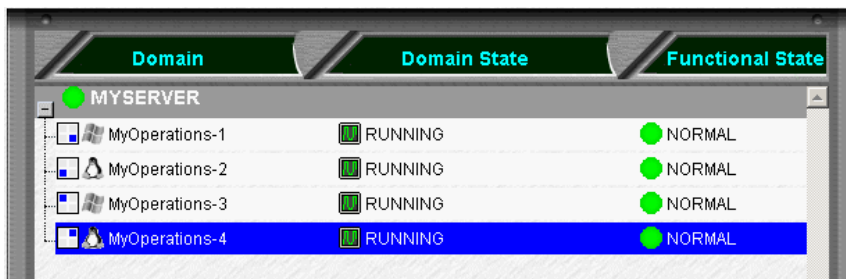 Domain Domain State Functional State
MYSERVER
MyOperations-1 RUNNING NORMAL
MyOperations-2 RUNNING NORMAL
MyOperations-3 RUNNING NORMAL
MyOperations-4 RUNNING NORMAL